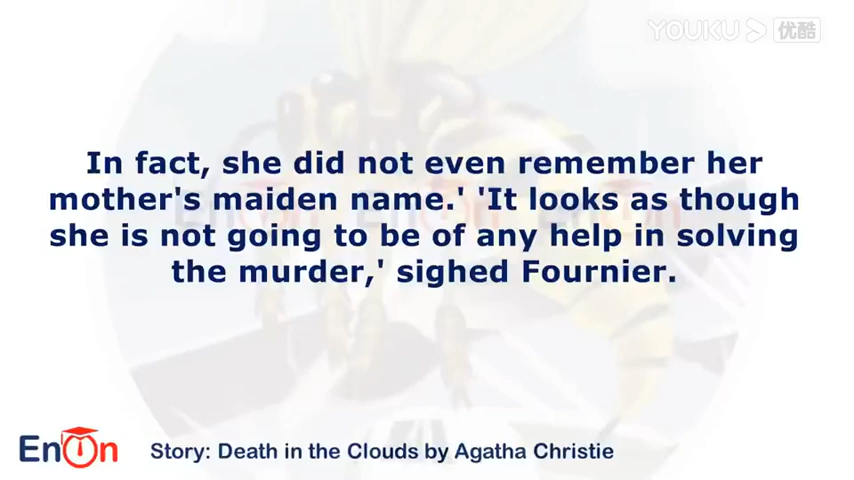 YOUKU 优酷
In fact, she did not even remember her
mother's maiden name.' 'It looks as though
she is not going to be of any help in solving
the murder,' sighed Fournier.
EnOn
Story: Death in the Clouds by Agatha Christie